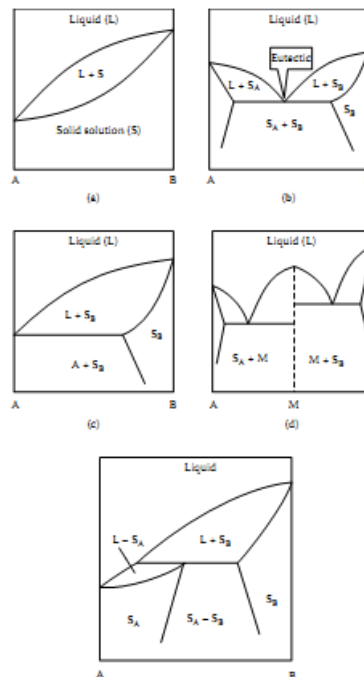 Liquid (L)
L + S
Solid solution (S)
A B
(a)
Liquid (L)
Eutectic
L + S_A L + S_B
S_B
S_A + S_B
A B
(b)
Liquid (L)
L + S_B
S_B
A + S_B
A B
(c)
Liquid (L)
S_A + M M + S_B
A M
(d)
Liquid
L − S_A L + S_B
S_B
S_A S_A − S_B
A B